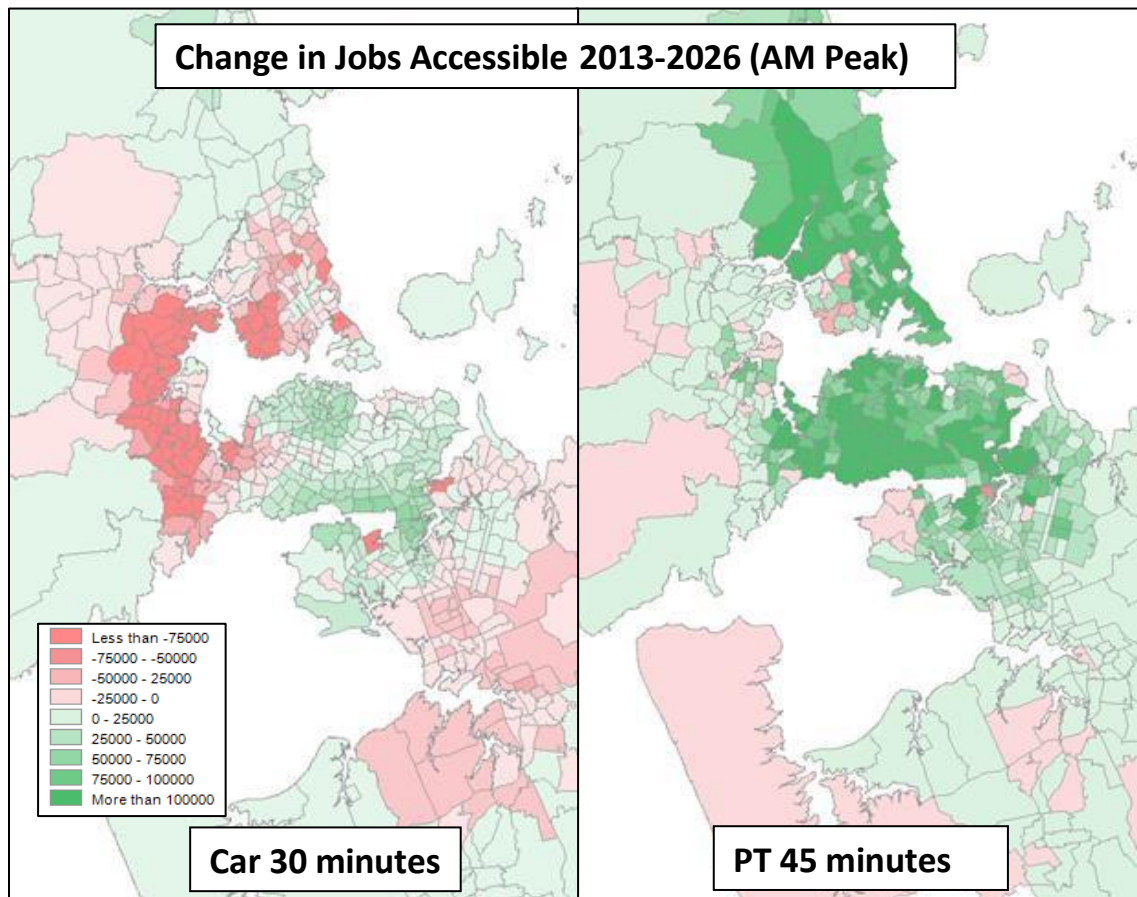 Change in Jobs Accessible 2013-2026 (AM Peak)
Less than -75000
-75000 - -50000
-50000 - 25000
-25000 - 0
0 - 25000
25000 - 50000
50000 - 75000
75000 - 100000
More than 100000
Car 30 minutes
PT 45 minutes